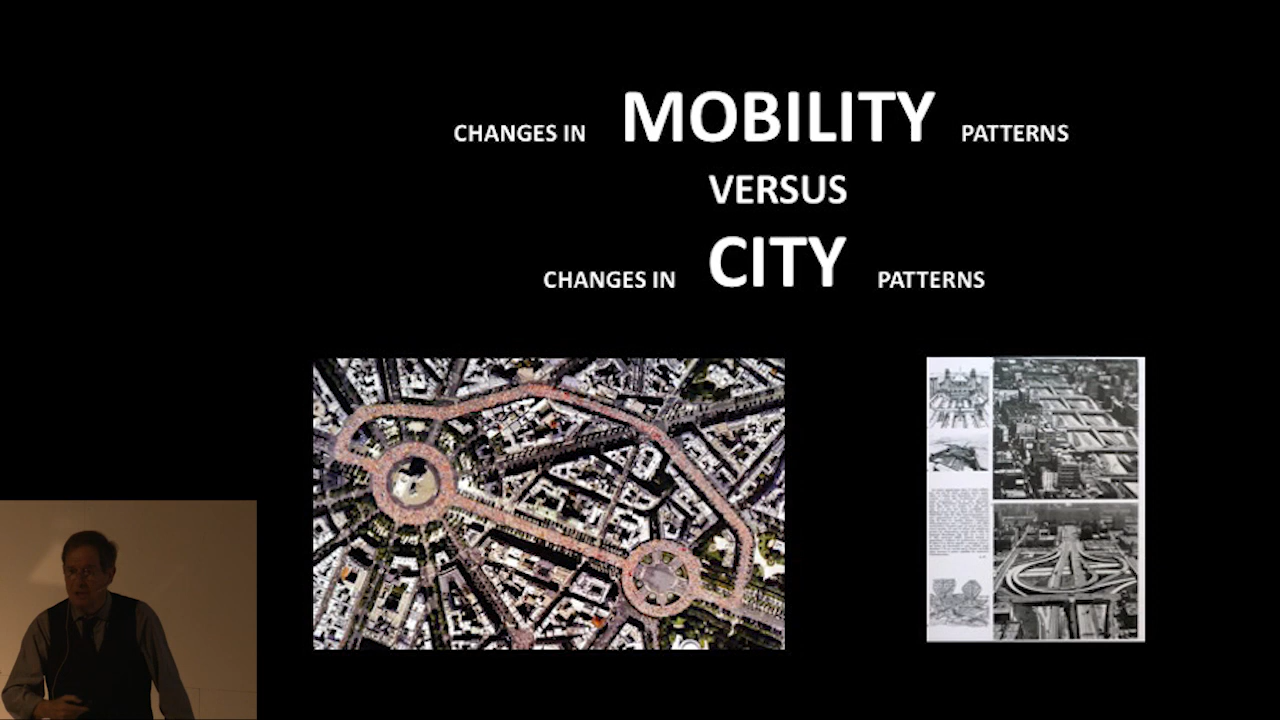 CHANGES IN MOBILITY PATTERNS
VERSUS
CHANGES IN CITY PATTERNS